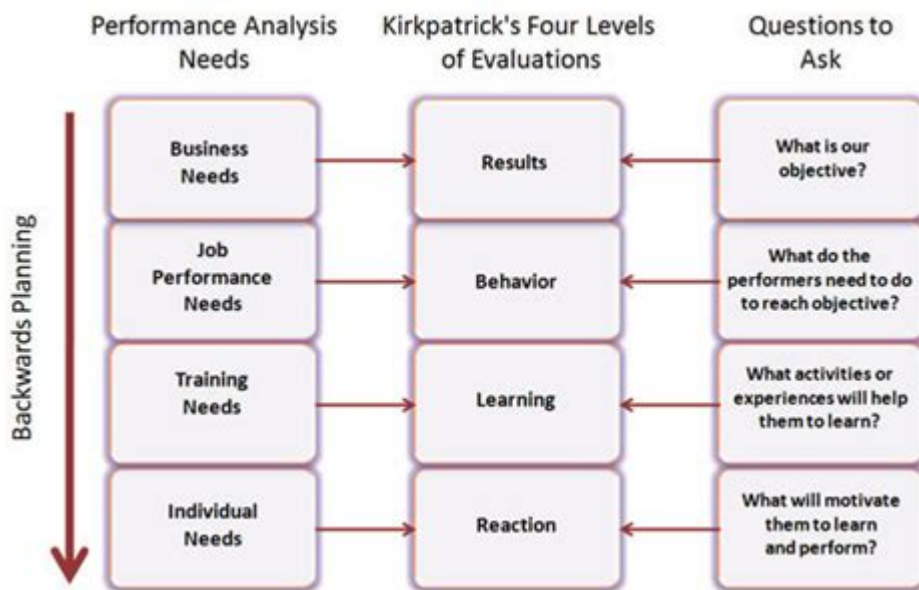 Performance Analysis
Needs
Kirkpatrick's Four Levels
of Evaluations
Questions to
Ask
Backwards Planning
Business
Needs
Results
What is our
objective?
Job
Performance
Needs
Behavior
What do the
performers need to do
to reach objective?
Training
Needs
Learning
What activities or
experiences will help
them to learn?
Individual
Needs
Reaction
What will motivate
them to learn
and perform?